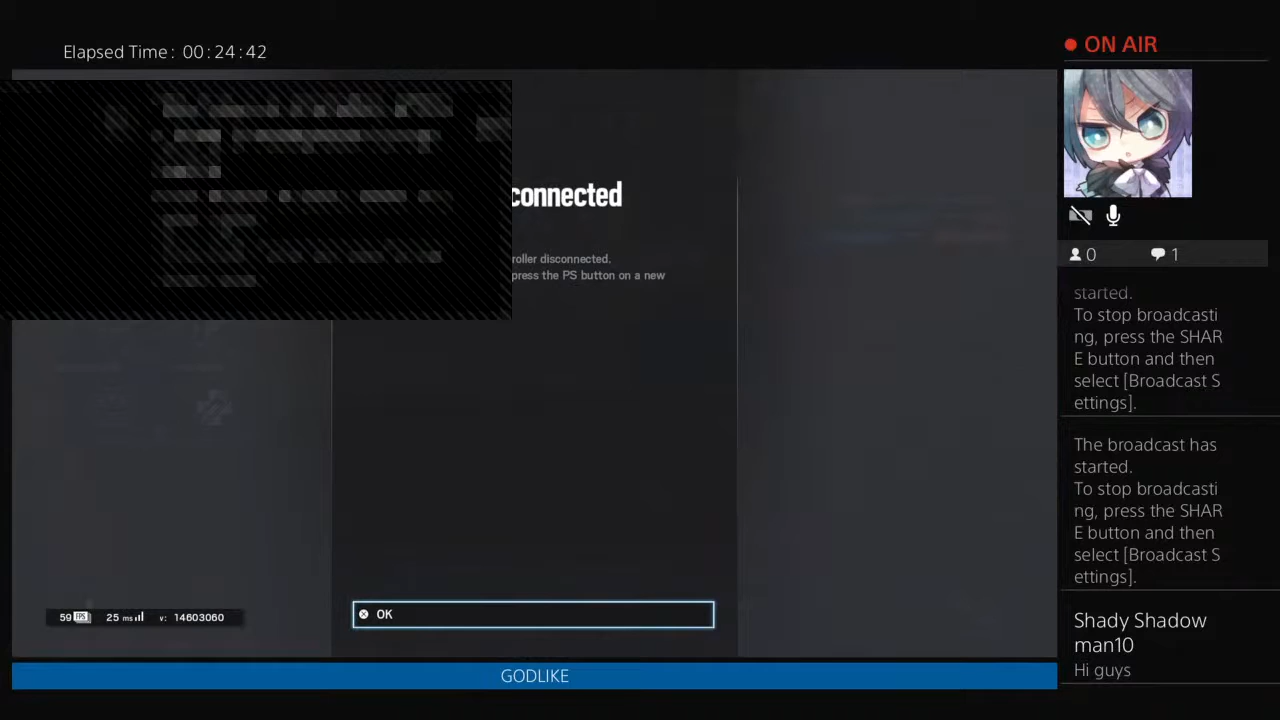 Elapsed Time: 00:24:42
ON AIR
connected
roller disconnected.
press the PS button on a new
0
1
started.
To stop broadcasti
ng, press the SHAR
E button and then
select [Broadcast S
ettings].
The broadcast has
started.
To stop broadcasti
ng, press the SHAR
E button and then
select [Broadcast S
ettings].
Shady Shadow
man10
Hi guys
59 FPS 25 ms v: 14603060
OK
GODLIKE